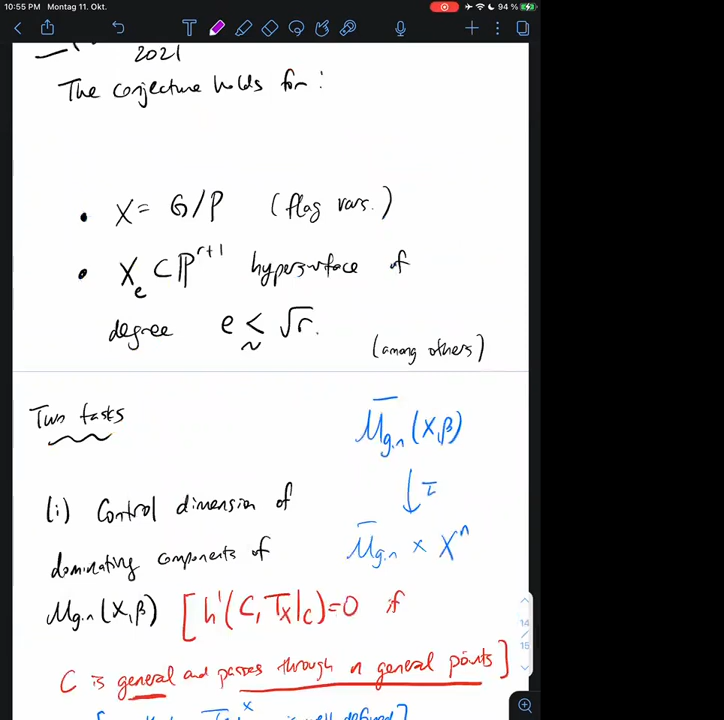 10:55 PM Montag 11. Okt.
94 %
2021
The conjecture holds for:
• X = G/P (flag vars.)
• X_e ⊂ ℙ^{r+1} hypersurface of
degree e ≲ √r.
(among others)
Two tasks
M̄_{g,n}(X,β)
↓ τ
M̄_{g,n} × X^n
(i) Control dimension of
dominating components of
M_{g,n}(X,β) [h¹(C, T_X|_C)=0 if
C is general and passes through n general points]
14
15